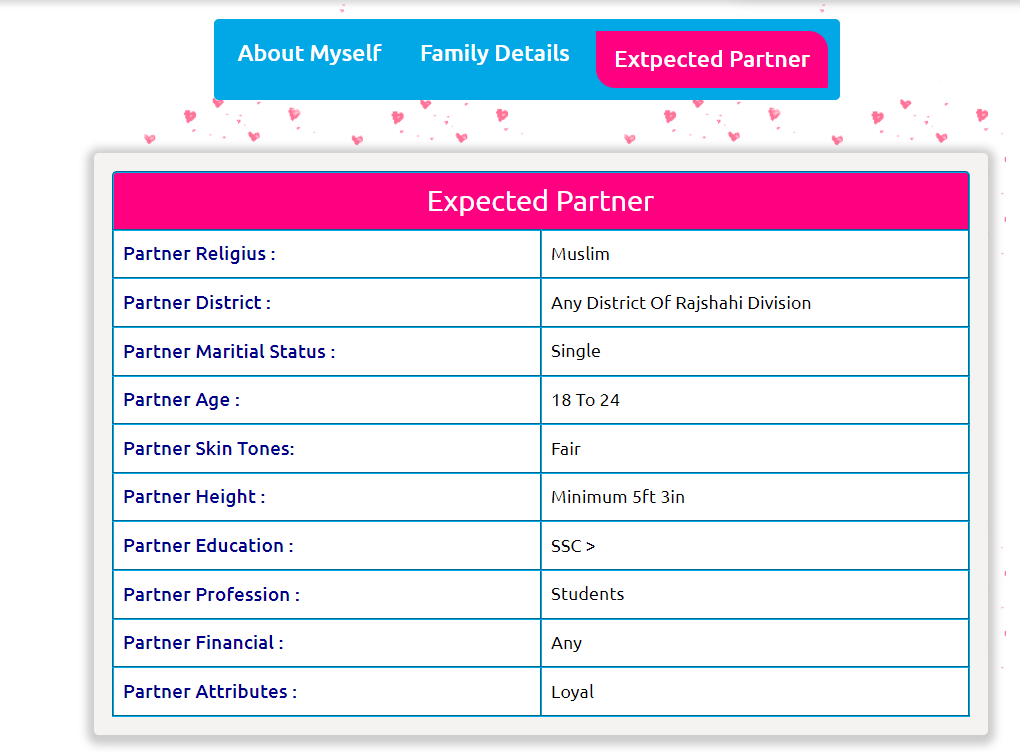 About Myself Family Details Extpected Partner
Expected Partner
Partner Religius : Muslim
Partner District : Any District Of Rajshahi Division
Partner Maritial Status : Single
Partner Age : 18 To 24
Partner Skin Tones: Fair
Partner Height : Minimum 5ft 3in
Partner Education : SSC >
Partner Profession : Students
Partner Financial : Any
Partner Attributes : Loyal